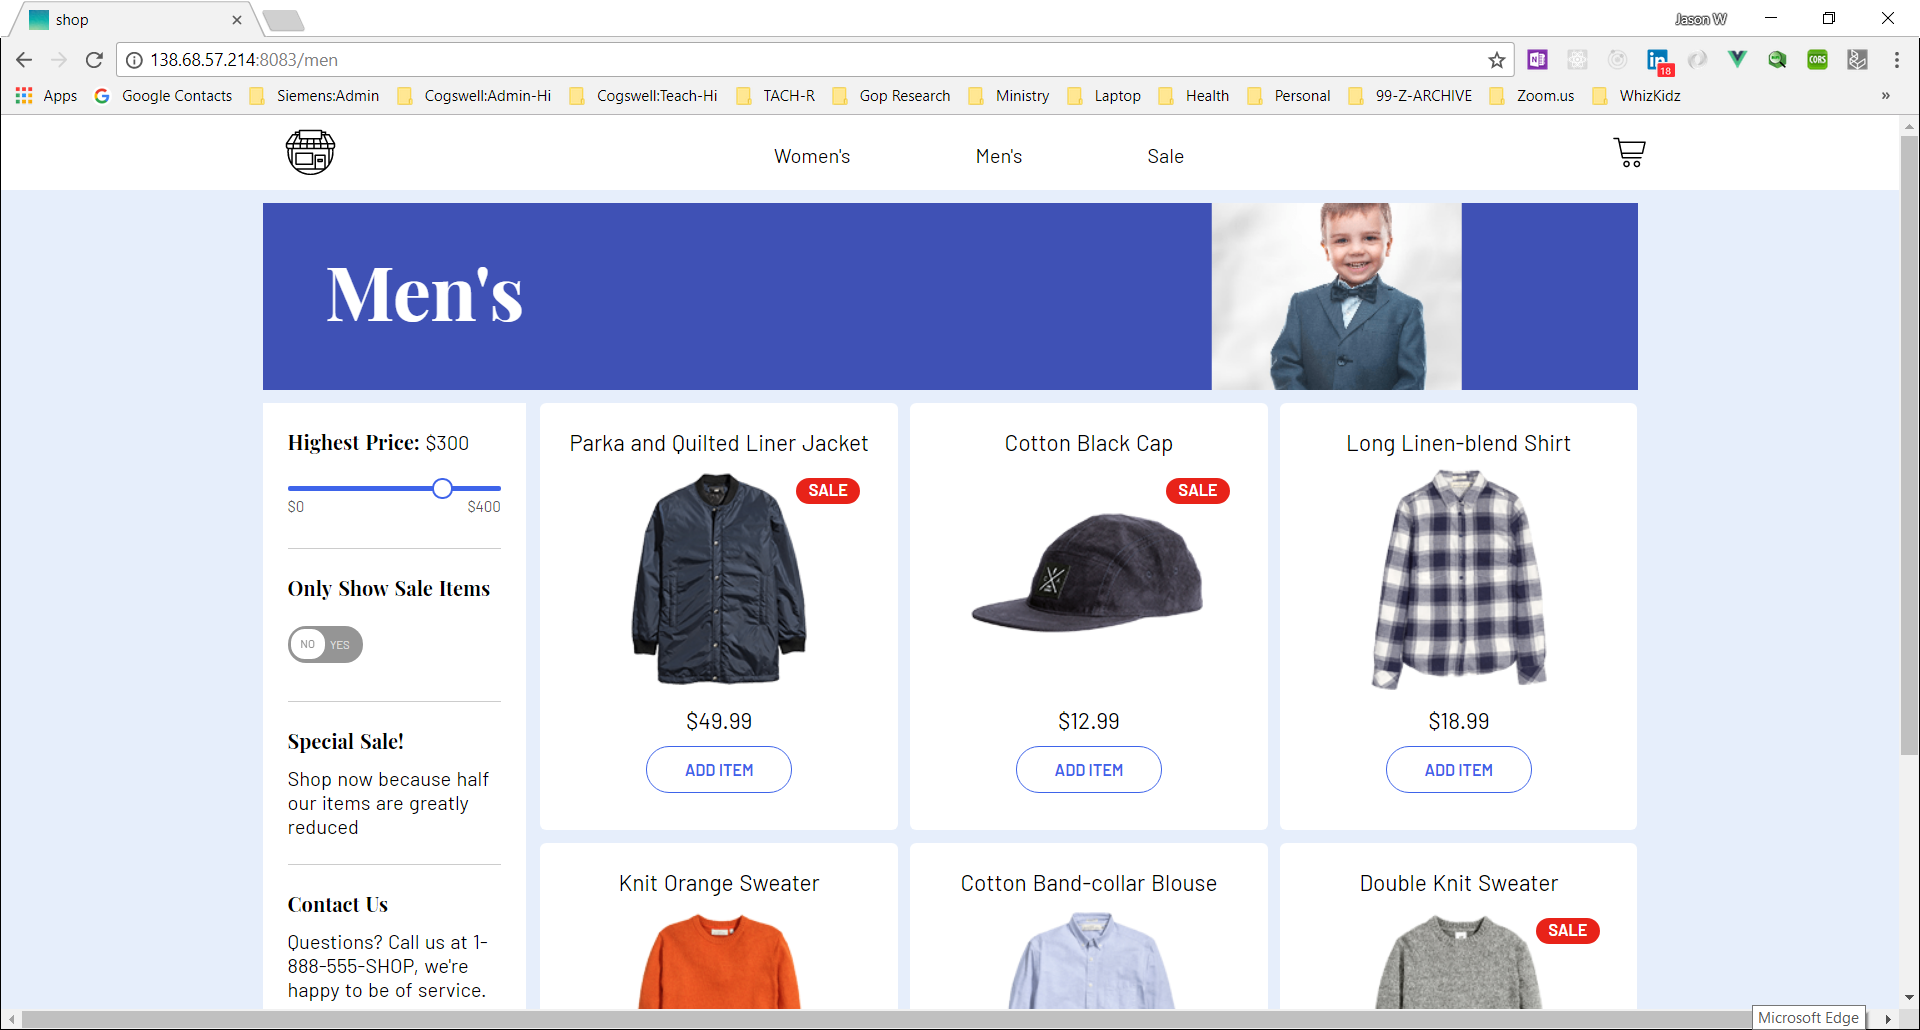 shop
Jason W
138.68.57.214:8083/men
18
CORS
Apps
Google Contacts
Siemens:Admin
Cogswell:Admin-Hi
Cogswell:Teach-Hi
TACH-R
Gop Research
Ministry
Laptop
Health
Personal
99-Z-ARCHIVE
Zoom.us
WhizKidz
»
Women's
Men's
Sale
Men's
Highest Price: $300
$0
$400
Only Show Sale Items
NO YES
Special Sale!
Shop now because half
our items are greatly
reduced
Contact Us
Questions? Call us at 1-
888-555-SHOP, we're
happy to be of service.
Parka and Quilted Liner Jacket
SALE
$49.99
ADD ITEM
Cotton Black Cap
SALE
$12.99
ADD ITEM
Long Linen-blend Shirt
$18.99
ADD ITEM
Knit Orange Sweater
Cotton Band-collar Blouse
Double Knit Sweater
SALE
Microsoft Edge